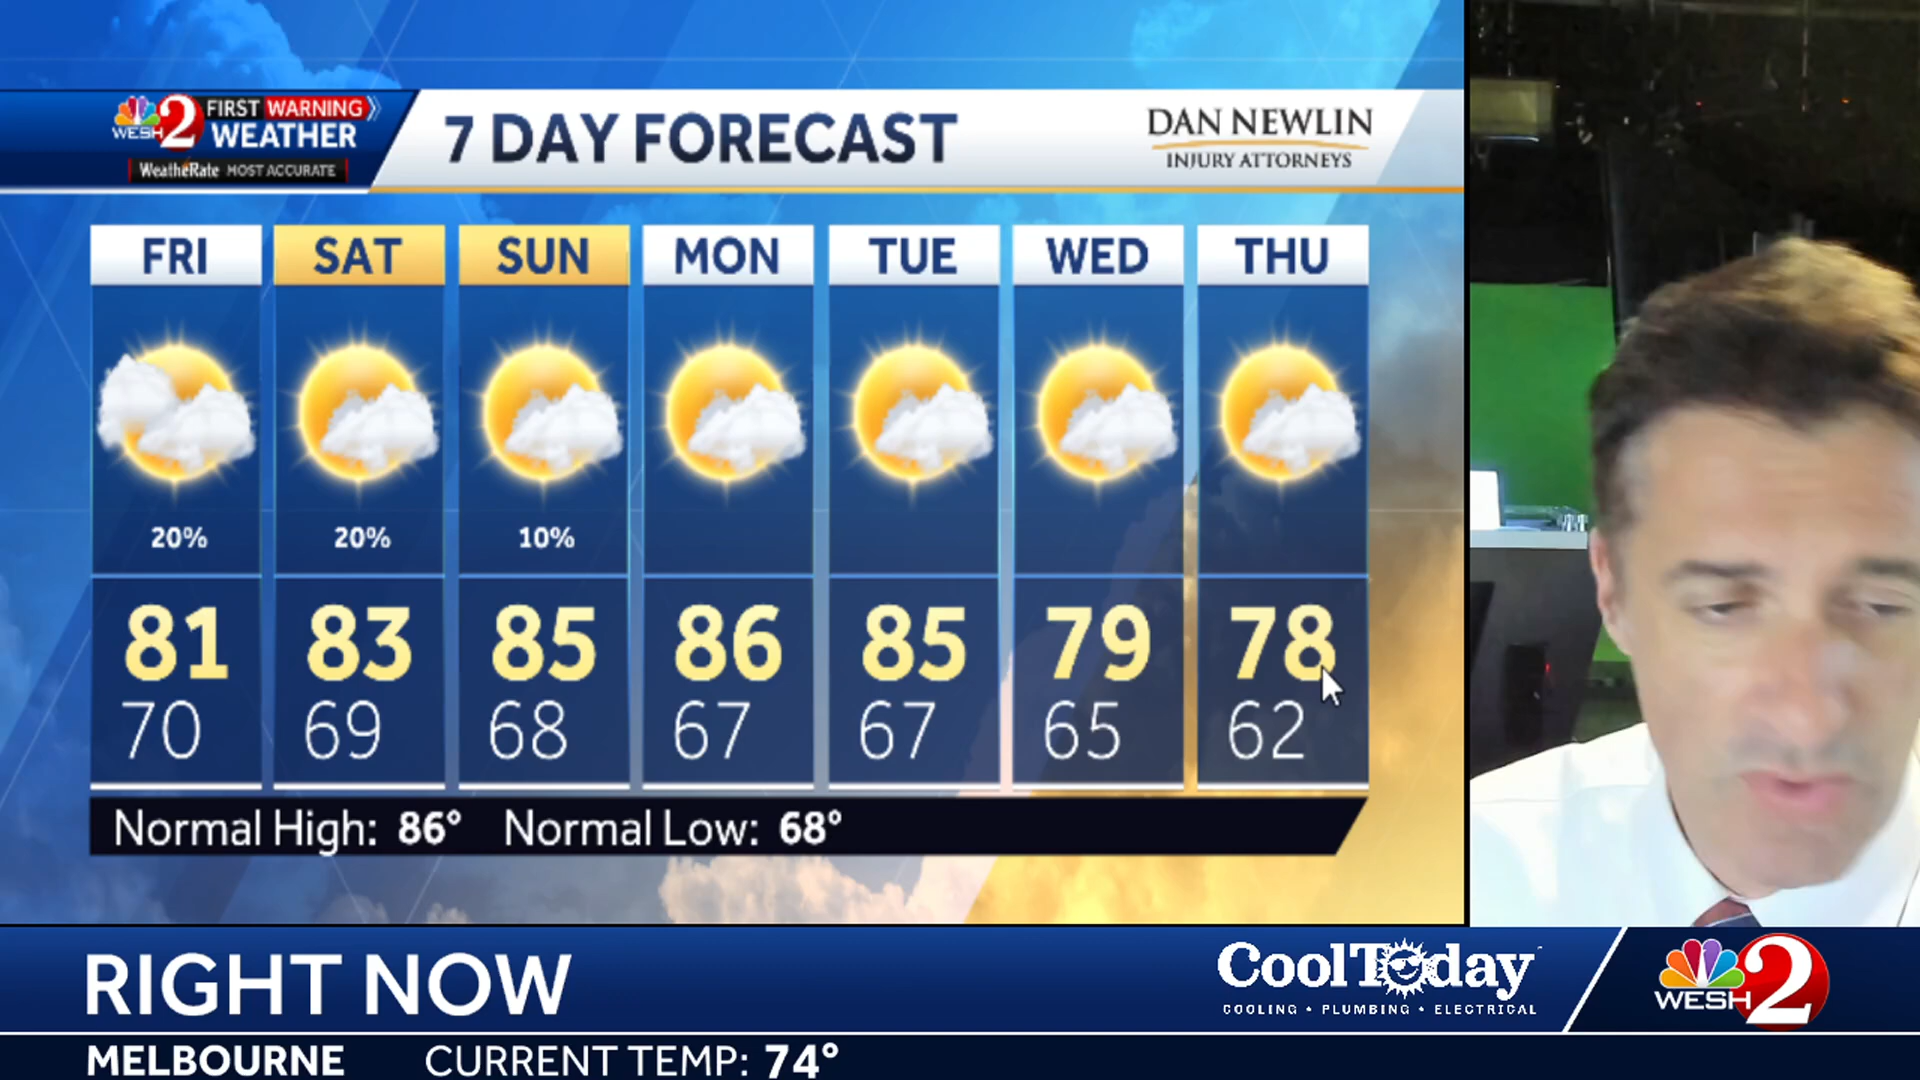 WESH 2 FIRST WARNING
WEATHER
WeatheRate MOST ACCURATE
7 DAY FORECAST
DAN NEWLIN
INJURY ATTORNEYS
FRI SAT SUN MON TUE WED THU
20% 20% 10%
81 83 85 86 85 79 78
70 69 68 67 67 65 62
Normal High: 86° Normal Low: 68°
RIGHT NOW
CoolToday
COOLING • PLUMBING • ELECTRICAL
WESH 2
MELBOURNE CURRENT TEMP: 74°